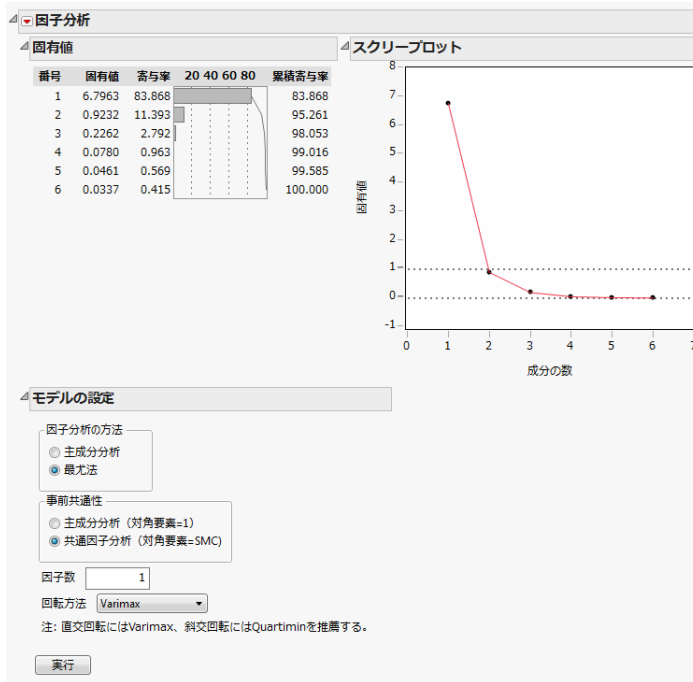 因子分析
固有値
番号 固有値 寄与率 20 40 60 80 累積寄与率
1 6.7963 83.868 83.868
2 0.9232 11.393 95.261
3 0.2262 2.792 98.053
4 0.0780 0.963 99.016
5 0.0461 0.569 99.585
6 0.0337 0.415 100.000
スクリープロット
8
7
6
5
4
3
2
1
0
-1
固有値
0 1 2 3 4 5 6 7
成分の数
モデルの設定
因子分析の方法
主成分分析
最尤法
事前共通性
主成分分析（対角要素=1）
共通因子分析（対角要素=SMC）
因子数 1
回転方法 Varimax
注: 直交回転にはVarimax、斜交回転にはQuartiminを推薦する。
実行